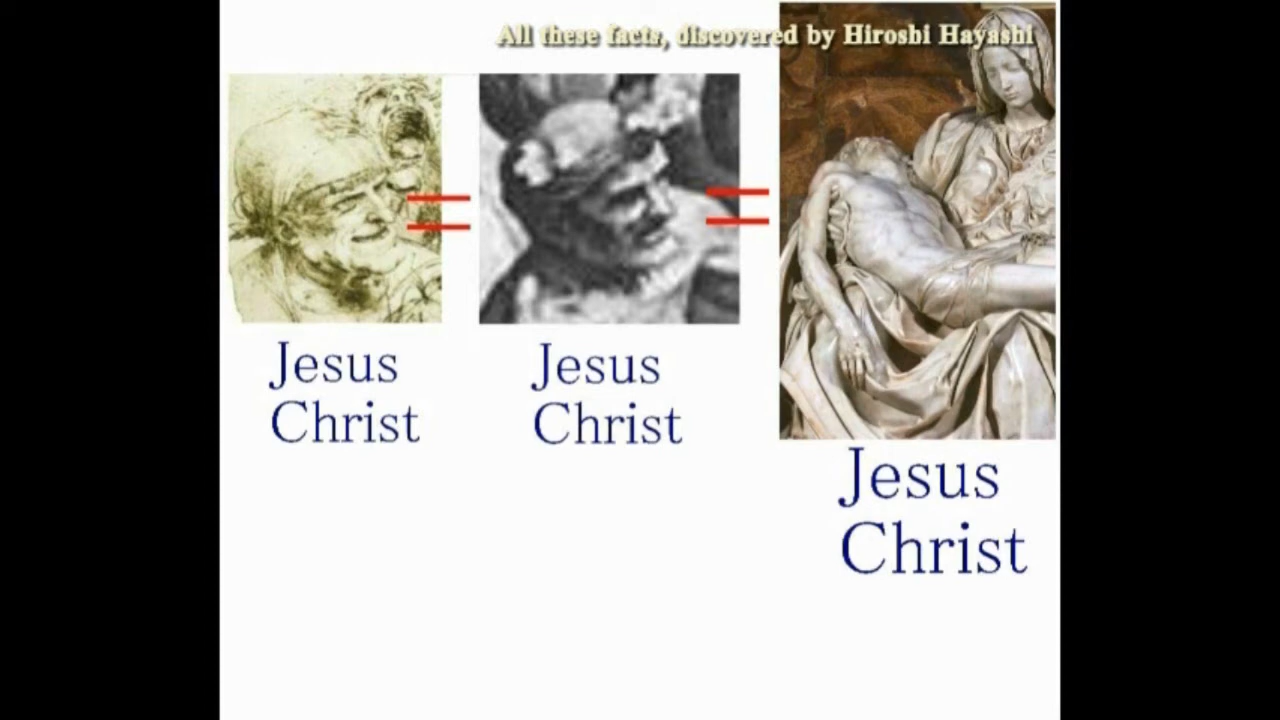 All these facts, discovered by Hiroshi Hayashi
Jesus
Christ
Jesus
Christ
Jesus
Christ